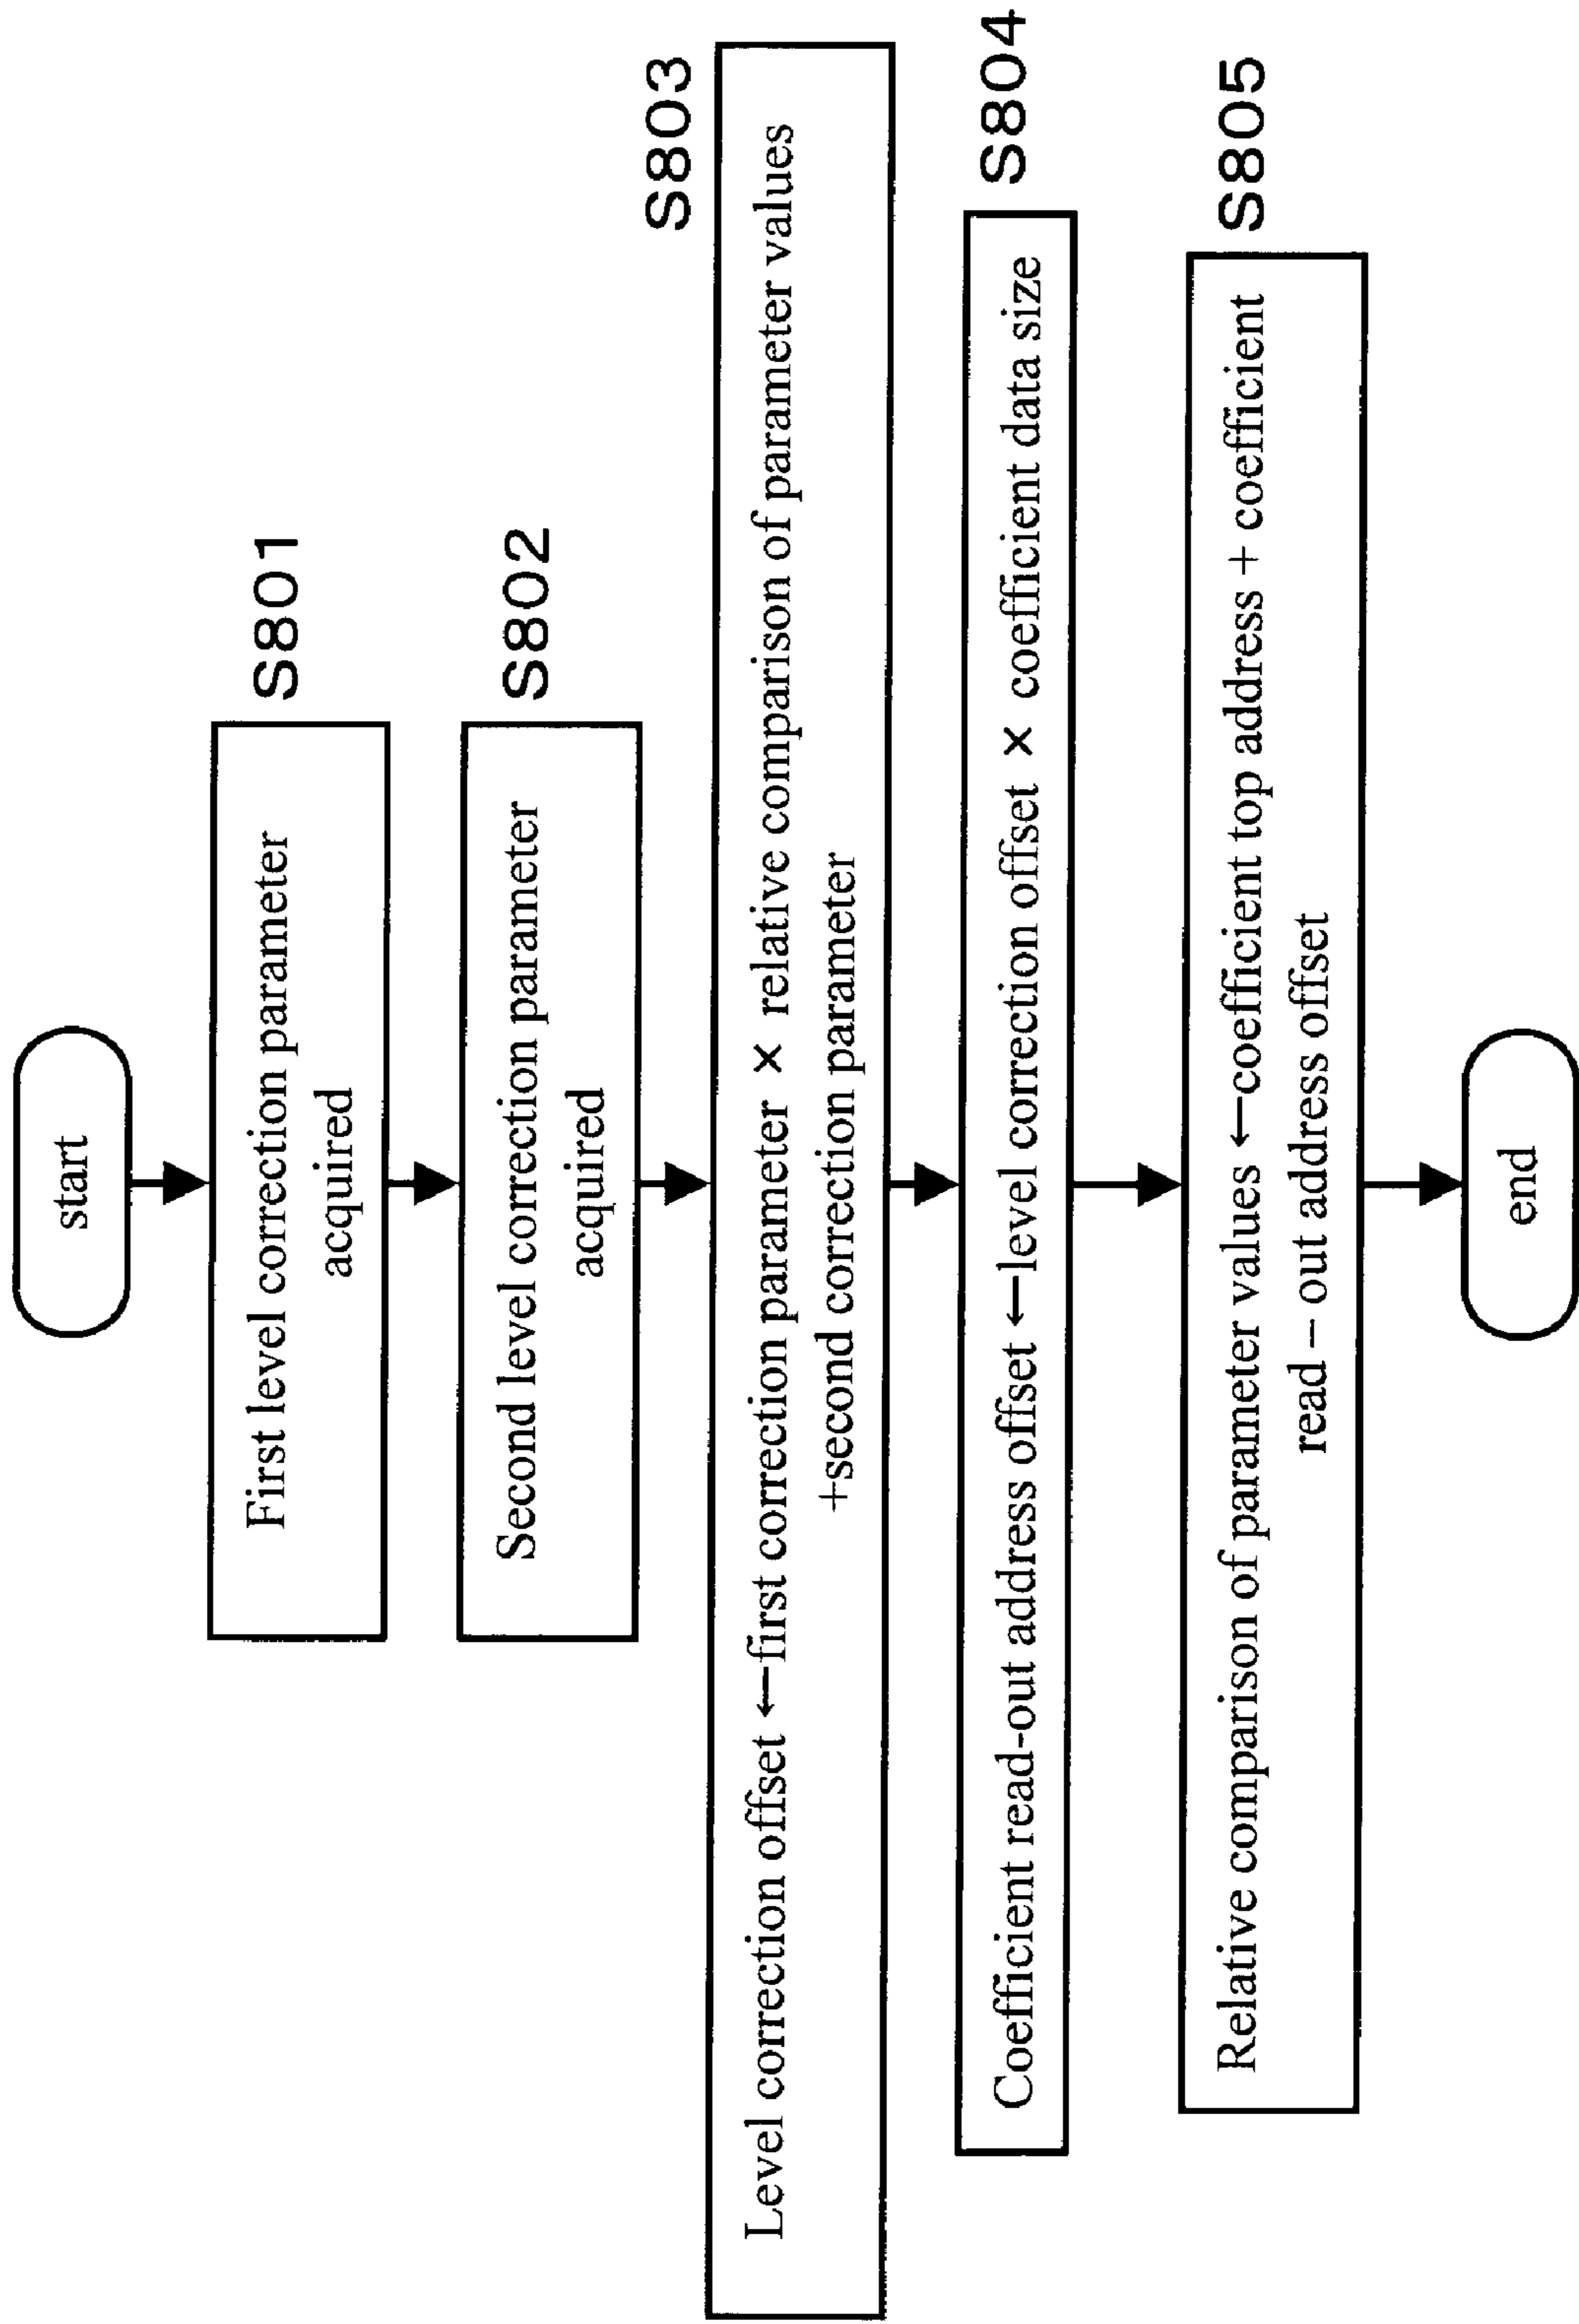 start
S801
First level correction parameter
acquired
S802
Second level correction parameter
acquired
S803
Level correction offset ←first correction parameter × relative comparison of parameter values
+second correction parameter
S804
Coefficient read-out address offset ←level correction offset × coefficient data size
S805
Relative comparison of parameter values ←coefficient top address + coefficient
read – out address offset
end